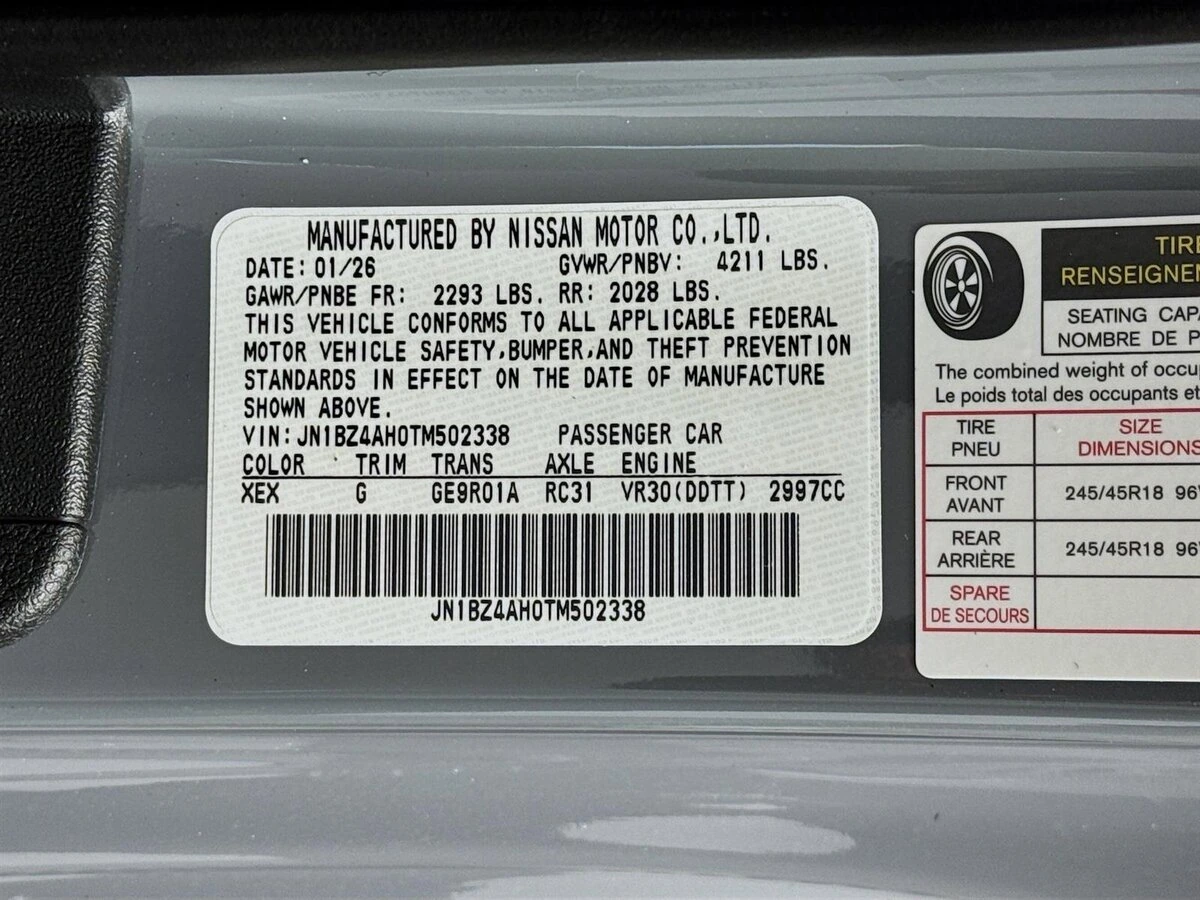 MANUFACTURED BY NISSAN MOTOR CO.,LTD.
DATE: 01/26 GVWR/PNBV: 4211 LBS.
GAWR/PNBE FR: 2293 LBS. RR: 2028 LBS.
THIS VEHICLE CONFORMS TO ALL APPLICABLE FEDERAL
MOTOR VEHICLE SAFETY,BUMPER,AND THEFT PREVENTION
STANDARDS IN EFFECT ON THE DATE OF MANUFACTURE
SHOWN ABOVE.
VIN: JN1BZ4AH0TM502338 PASSENGER CAR
COLOR TRIM TRANS AXLE ENGINE
XEX G GE9R01A RC31 VR30(DDTT) 2997CC
JN1BZ4AH0TM502338
TIRE
RENSEIGNE
SEATING CAPA
NOMBRE DE P
The combined weight of occup
Le poids total des occupants et
TIRE SIZE
PNEU DIMENSIONS
FRONT
AVANT 245/45R18 96
REAR
ARRIÈRE 245/45R18 96
SPARE
DE SECOURS